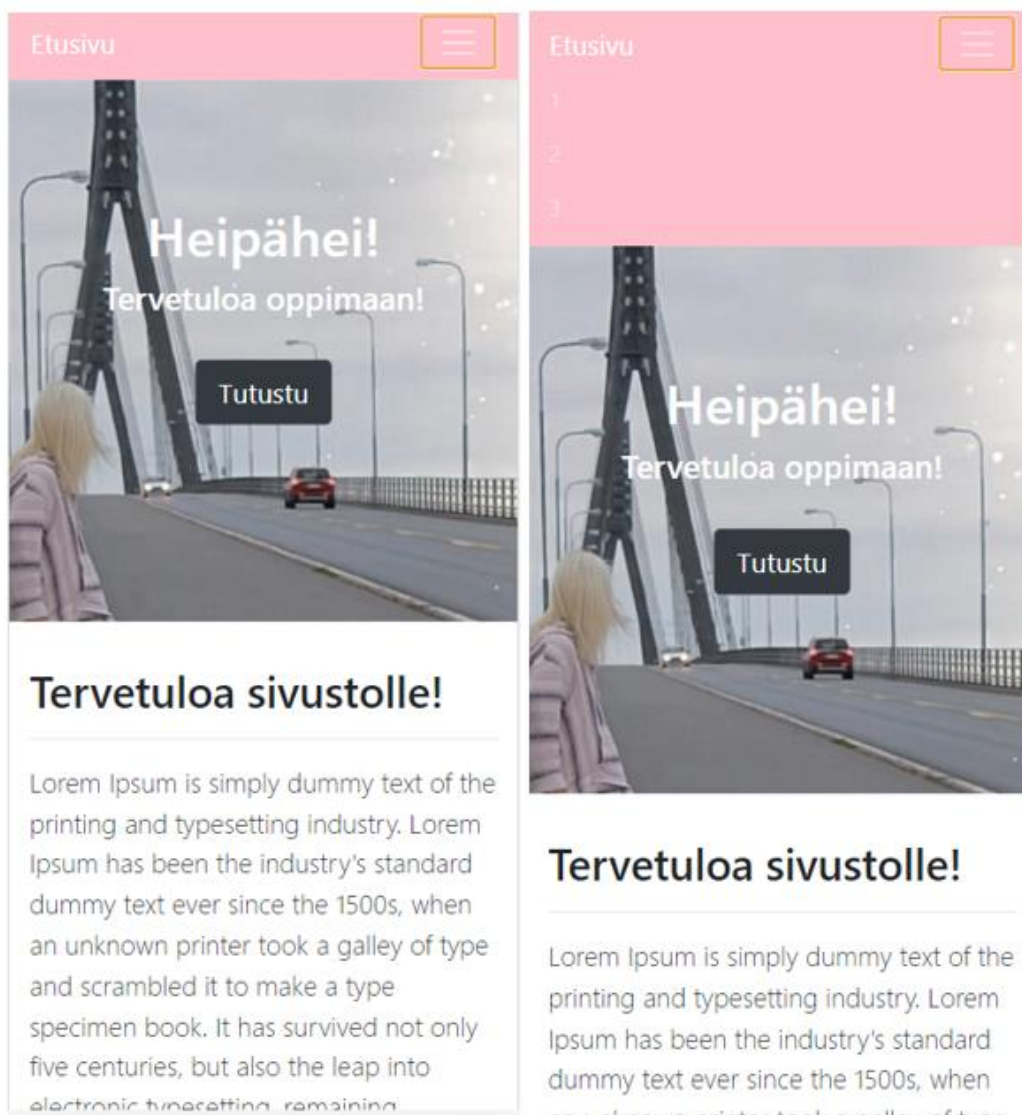 Etusivu
Heipähei!
Tervetuloa oppimaan!
Tutustu
Tervetuloa sivustolle!
Lorem Ipsum is simply dummy text of the
printing and typesetting industry. Lorem
Ipsum has been the industry's standard
dummy text ever since the 1500s, when
an unknown printer took a galley of type
and scrambled it to make a type
specimen book. It has survived not only
five centuries, but also the leap into
electronic typesetting, remaining
Etusivu
1
2
3
Heipähei!
Tervetuloa oppimaan!
Tutustu
Tervetuloa sivustolle!
Lorem Ipsum is simply dummy text of the
printing and typesetting industry. Lorem
Ipsum has been the industry's standard
dummy text ever since the 1500s, when